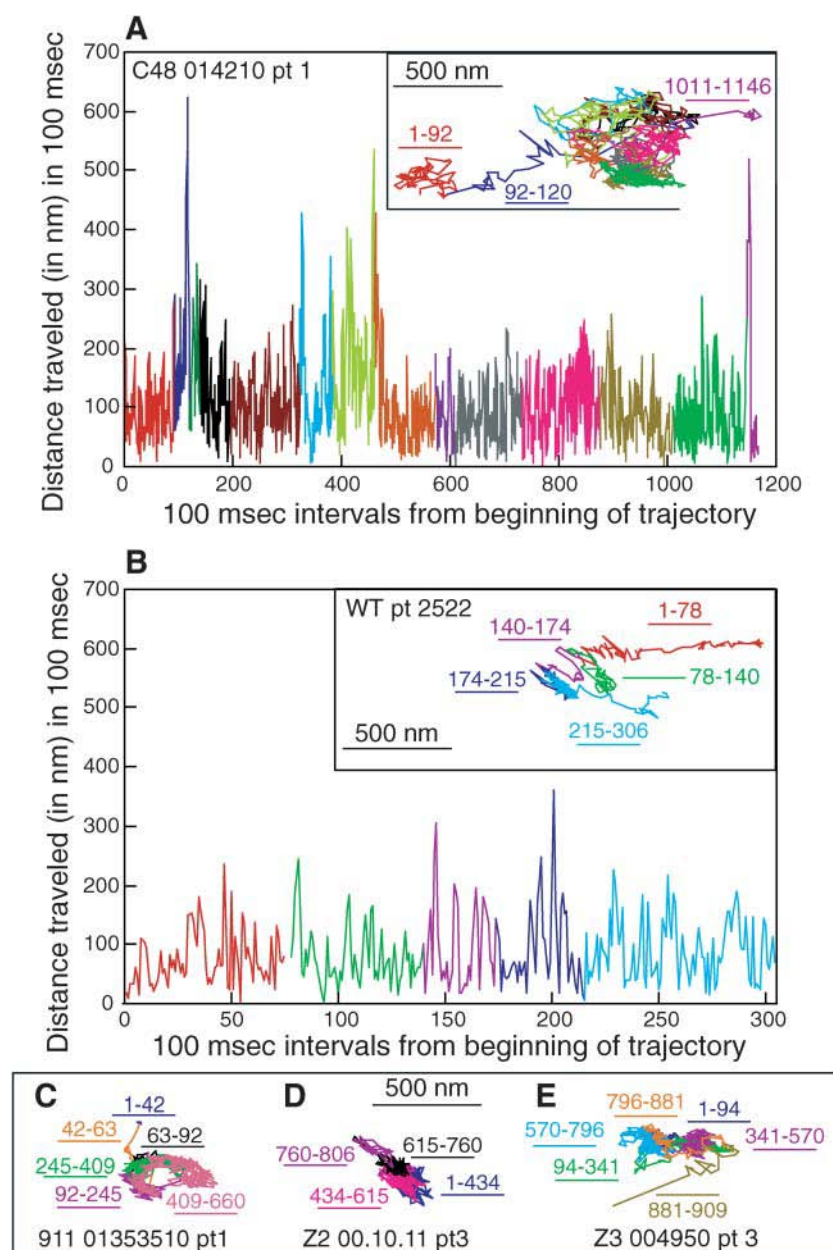 A
Distance traveled (in nm) in 100 msec
700
600
500
400
300
200
100
0
C48 014210 pt 1
500 nm
1011-1146
1-92
92-120
0 200 400 600 800 1000 1200
100 msec intervals from beginning of trajectory
B
Distance traveled (in nm) in 100 msec
700
600
500
400
300
200
100
0
WT pt 2522
1-78
140-174
174-215
78-140
500 nm
215-306
0 50 100 150 200 250 300
100 msec intervals from beginning of trajectory
C
1-42
42-63
63-92
245-409
92-245
409-660
911 01353510 pt1
D
500 nm
615-760
760-806
434-615
1-434
Z2 00.10.11 pt3
E
796-881
1-94
570-796
341-570
94-341
881-909
Z3 004950 pt 3